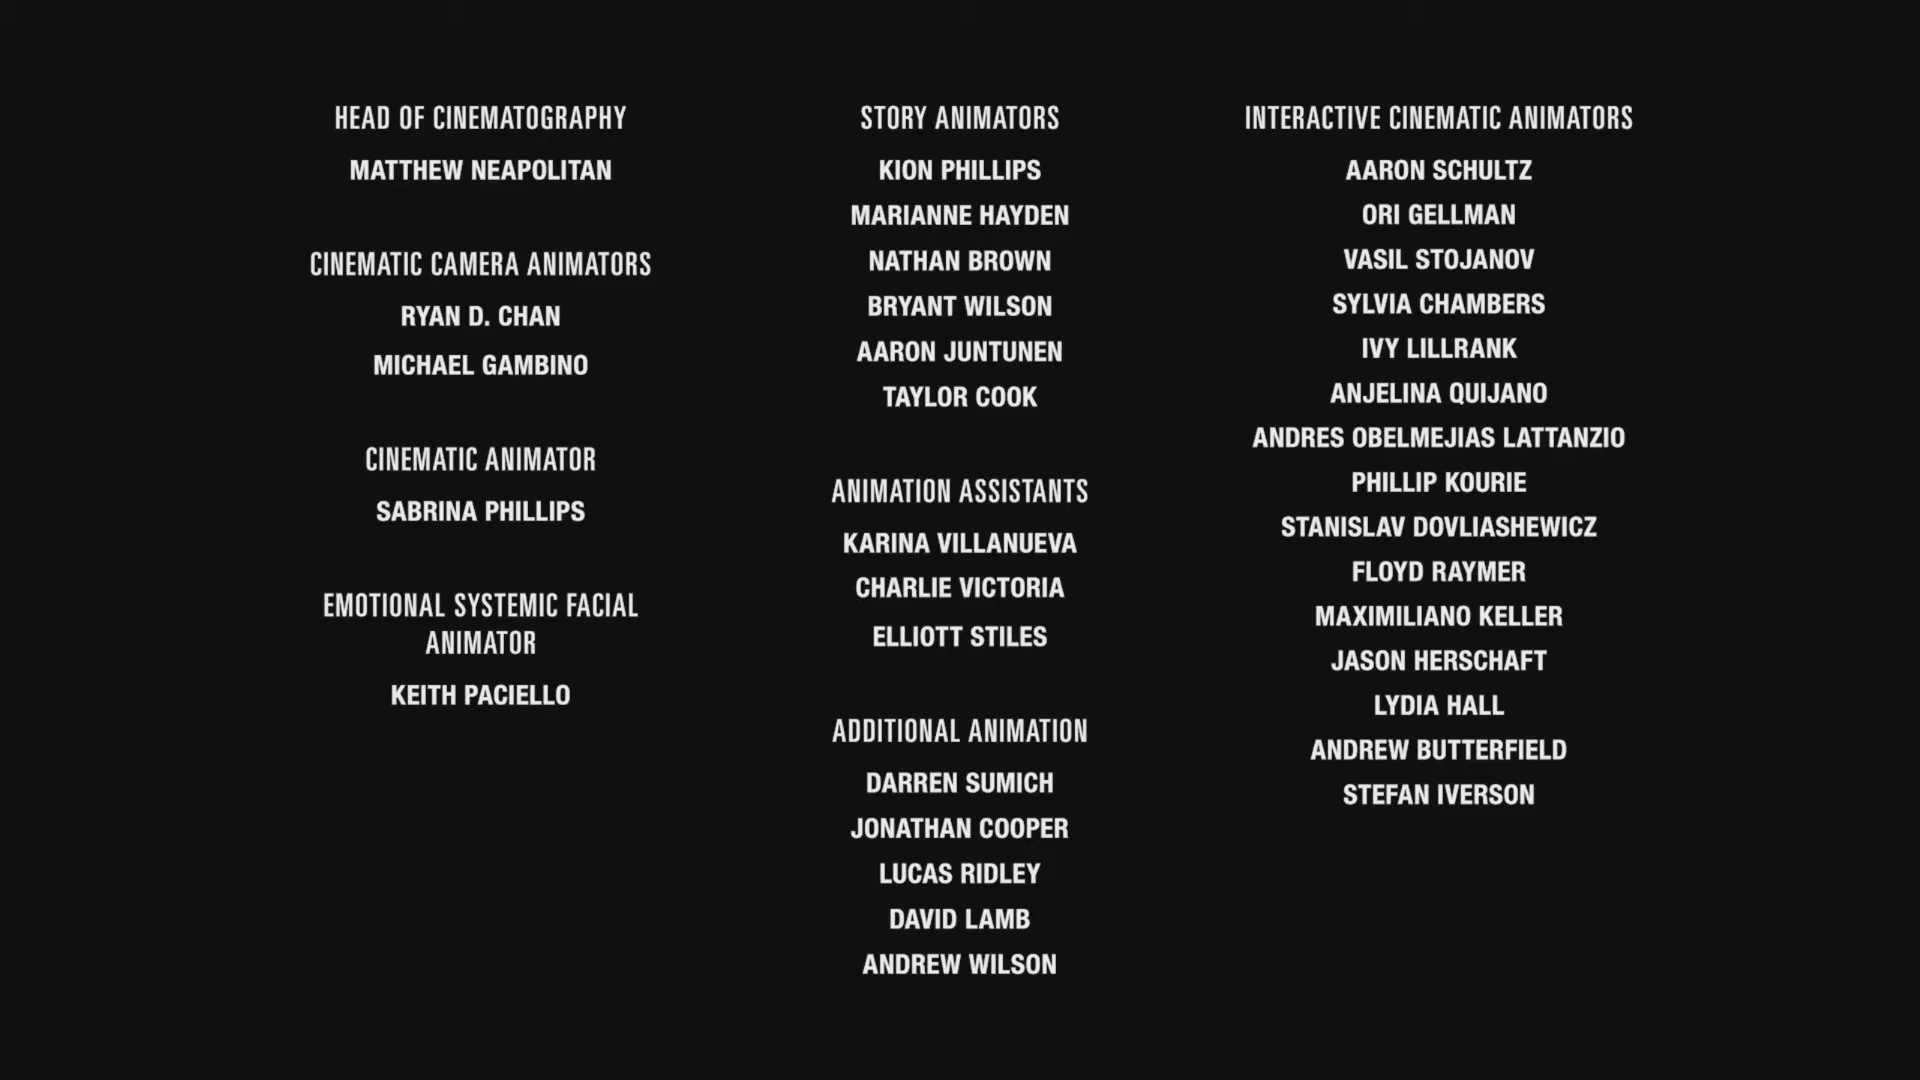 HEAD OF CINEMATOGRAPHY
MATTHEW NEAPOLITAN
CINEMATIC CAMERA ANIMATORS
RYAN D. CHAN
MICHAEL GAMBINO
CINEMATIC ANIMATOR
SABRINA PHILLIPS
EMOTIONAL SYSTEMIC FACIAL
ANIMATOR
KEITH PACIELLO
STORY ANIMATORS
KION PHILLIPS
MARIANNE HAYDEN
NATHAN BROWN
BRYANT WILSON
AARON JUNTUNEN
TAYLOR COOK
ANIMATION ASSISTANTS
KARINA VILLANUEVA
CHARLIE VICTORIA
ELLIOTT STILES
ADDITIONAL ANIMATION
DARREN SUMICH
JONATHAN COOPER
LUCAS RIDLEY
DAVID LAMB
ANDREW WILSON
INTERACTIVE CINEMATIC ANIMATORS
AARON SCHULTZ
ORI GELLMAN
VASIL STOJANOV
SYLVIA CHAMBERS
IVY LILLRANK
ANJELINA QUIJANO
ANDRES OBELMEJIAS LATTANZIO
PHILLIP KOURIE
STANISLAV DOVLIASHEWICZ
FLOYD RAYMER
MAXIMILIANO KELLER
JASON HERSCHAFT
LYDIA HALL
ANDREW BUTTERFIELD
STEFAN IVERSON